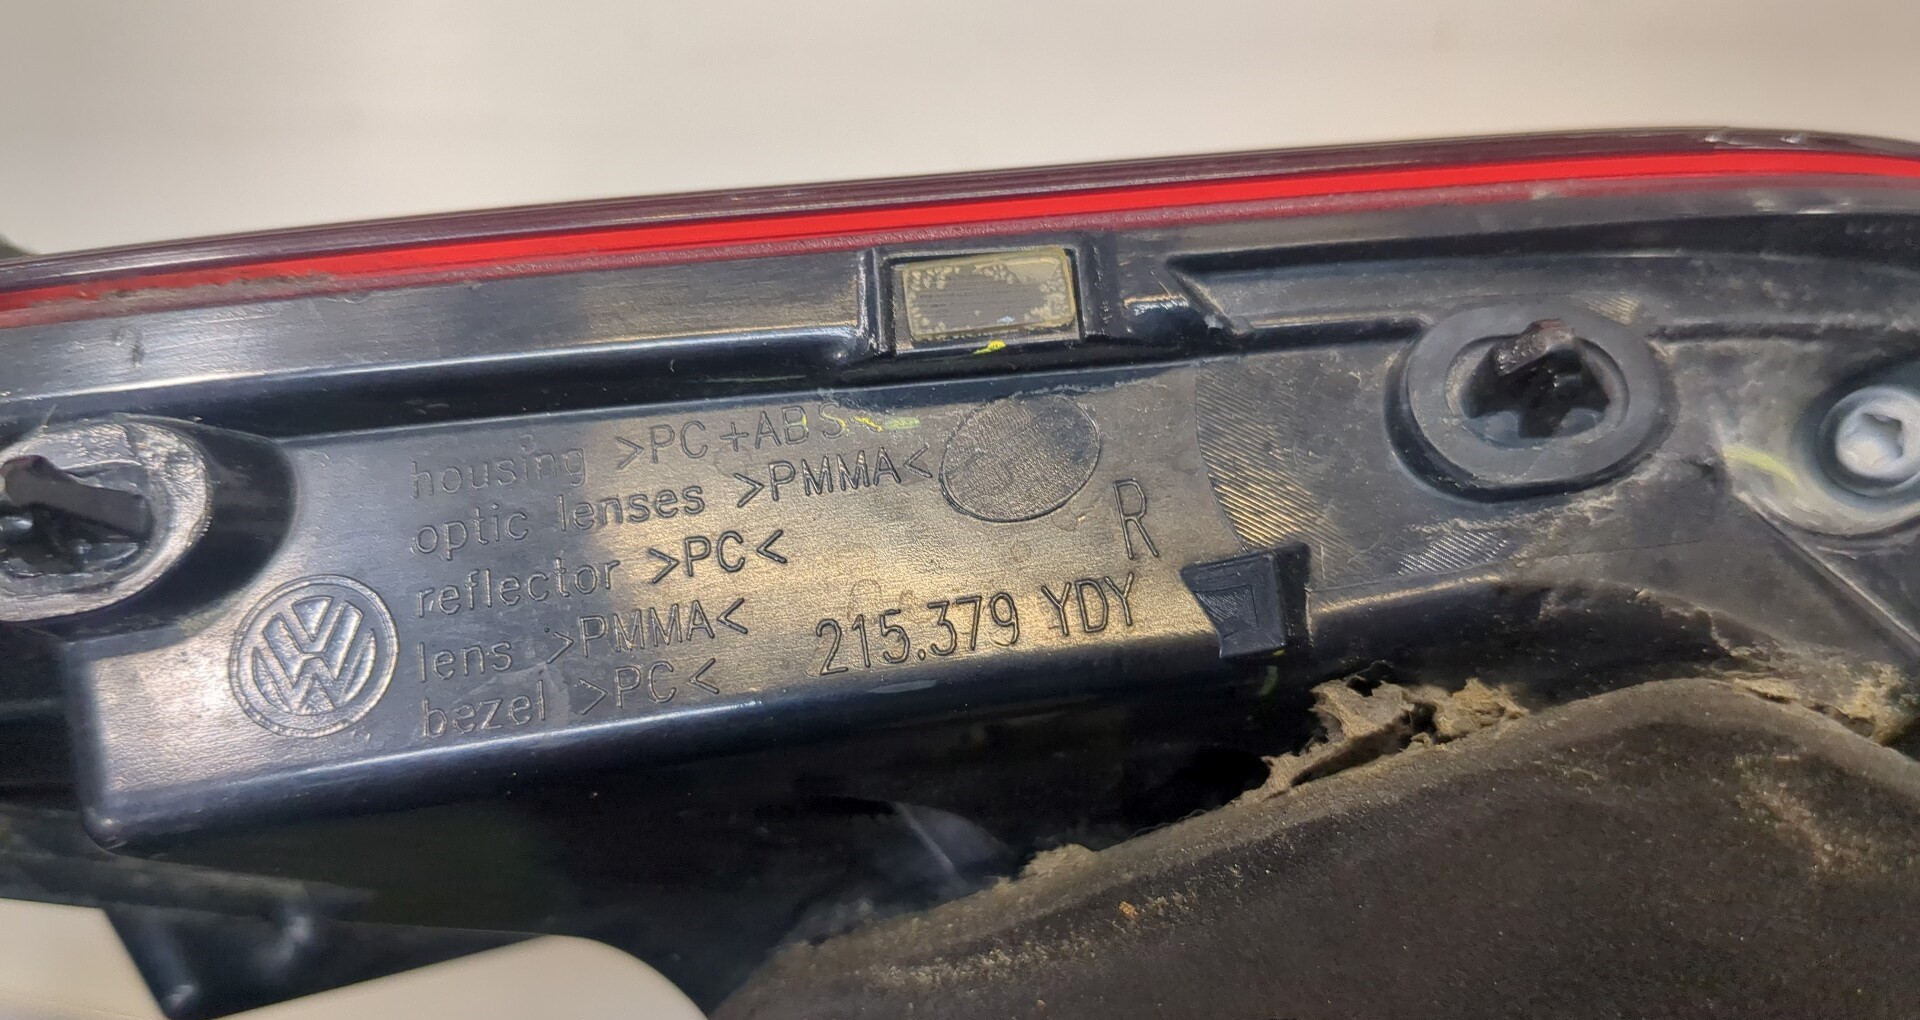 housing >PC+ABS<
optic lenses >PMMA<
reflector >PC<
lens >PMMA<
bezel >PC<
R
215.379 YDY